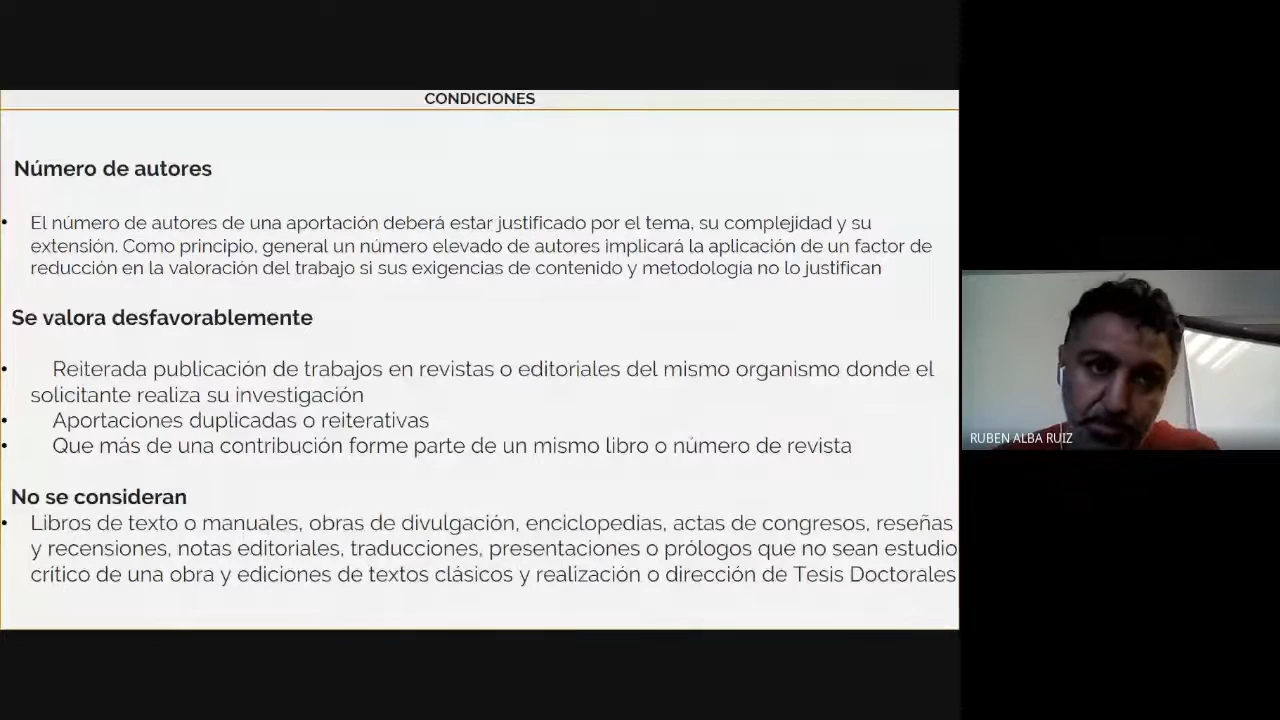 CONDICIONES
Número de autores
• El número de autores de una aportación deberá estar justificado por el tema, su complejidad y su
extensión. Como principio, general un número elevado de autores implicará la aplicación de un factor de
reducción en la valoración del trabajo si sus exigencias de contenido y metodología no lo justifican
Se valora desfavorablemente
• Reiterada publicación de trabajos en revistas o editoriales del mismo organismo donde el
solicitante realiza su investigación
• Aportaciones duplicadas o reiterativas
• Que más de una contribución forme parte de un mismo libro o número de revista
No se consideran
• Libros de texto o manuales, obras de divulgación, enciclopedias, actas de congresos, reseñas
y recensiones, notas editoriales, traducciones, presentaciones o prólogos que no sean estudio
crítico de una obra y ediciones de textos clásicos y realización o dirección de Tesis Doctorales
RUBEN ALBA RUIZ